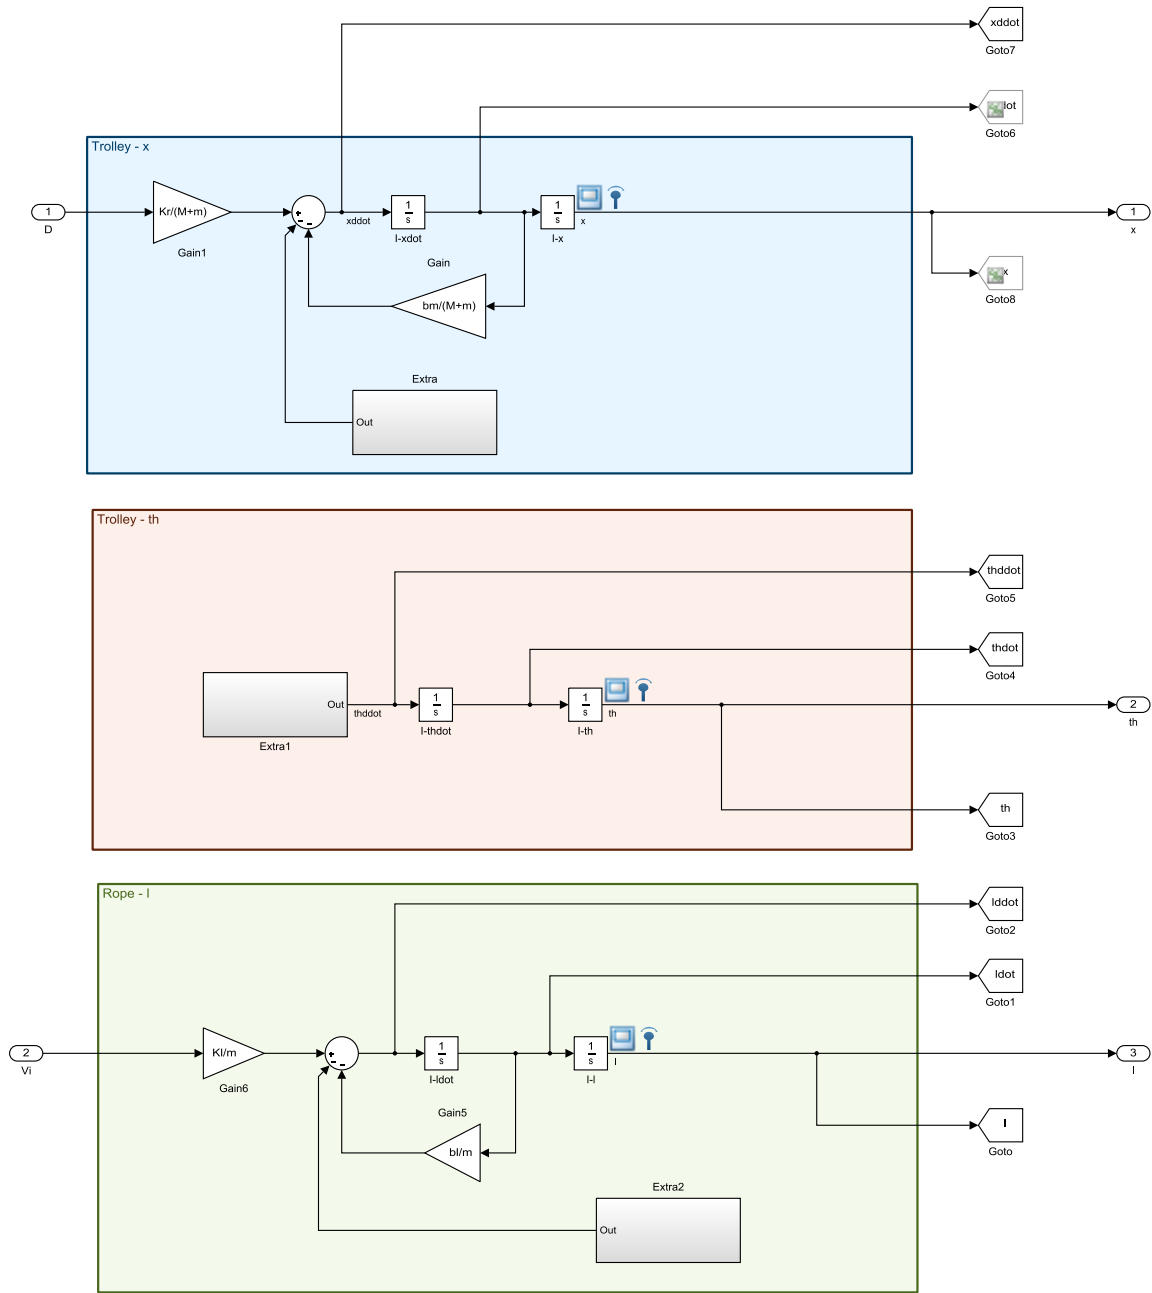 xddot
Goto7
Goto6
Trolley - x
1
D
Kr/(M+m)
Gain1
+
-
-
xddot
1
s
I-xdot
1
s
I-x
x
1
x
x
Goto8
Gain
bm/(M+m)
Extra
Out
Trolley - th
thddot
Goto5
thdot
Goto4
Out
Extra1
thddot
1
s
I-thdot
1
s
I-th
th
2
th
th
Goto3
Rope - l
lddot
Goto2
ldot
Goto1
2
Vi
Kl/m
Gain6
+
-
-
1
s
I-ldot
1
s
I-l
l
3
l
l
Goto
Gain5
bl/m
Extra2
Out